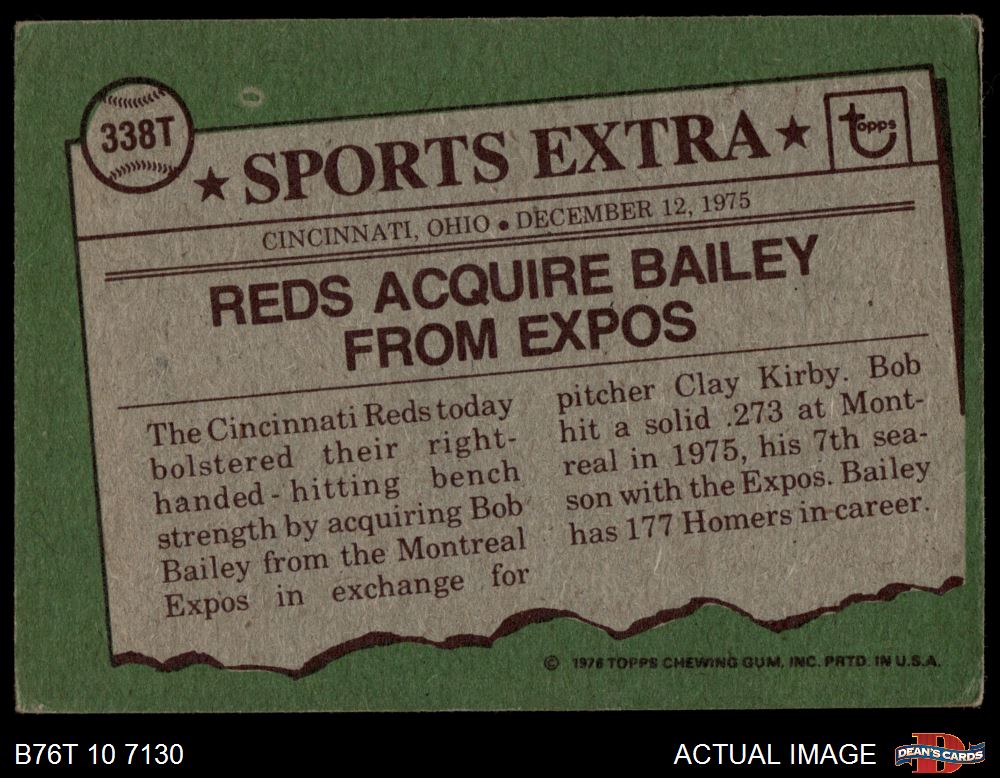 338T
★ SPORTS EXTRA ★
topps
CINCINNATI, OHIO • DECEMBER 12, 1975
REDS ACQUIRE BAILEY
FROM EXPOS
The Cincinnati Reds today
bolstered their right-
handed-hitting bench
strength by acquiring Bob
Bailey from the Montreal
Expos in exchange for
pitcher Clay Kirby. Bob
hit a solid .273 at Mont-
real in 1975, his 7th sea-
son with the Expos. Bailey
has 177 Homers in career.
© 1976 TOPPS CHEWING GUM, INC. PRTD. IN U.S.A.
B76T 10 7130
ACTUAL IMAGE
DEAN'S CARDS